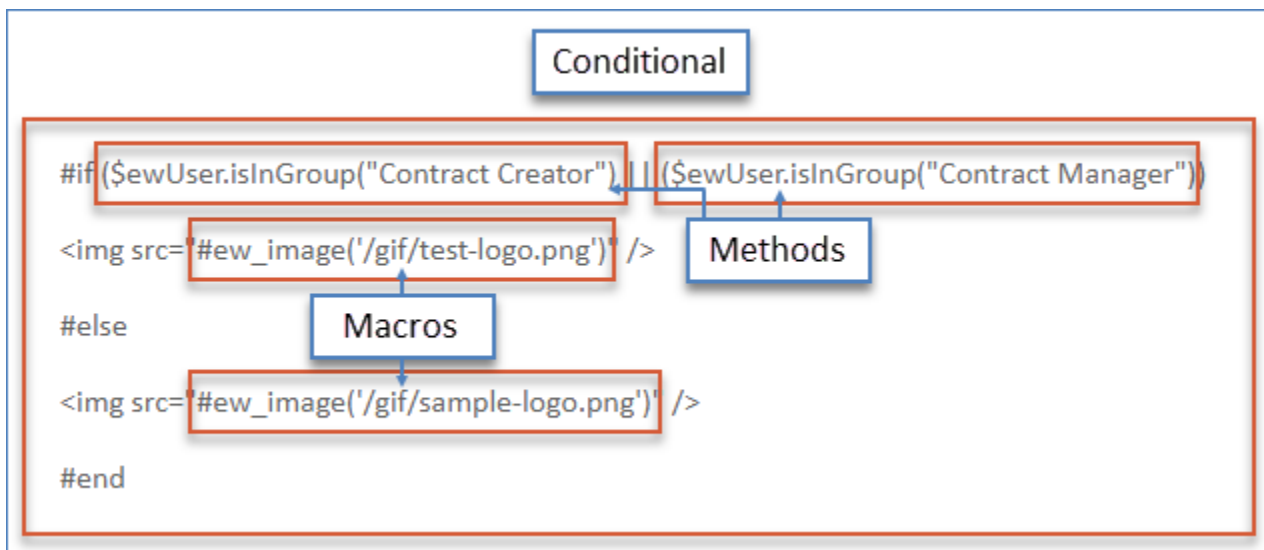 Conditional
#if ($ewUser.isInGroup("Contract Creator") || ($ewUser.isInGroup("Contract Manager"))
<img src="#ew_image('/gif/test-logo.png')" />
Methods
#else
Macros
<img src="#ew_image('/gif/sample-logo.png')" />
#end